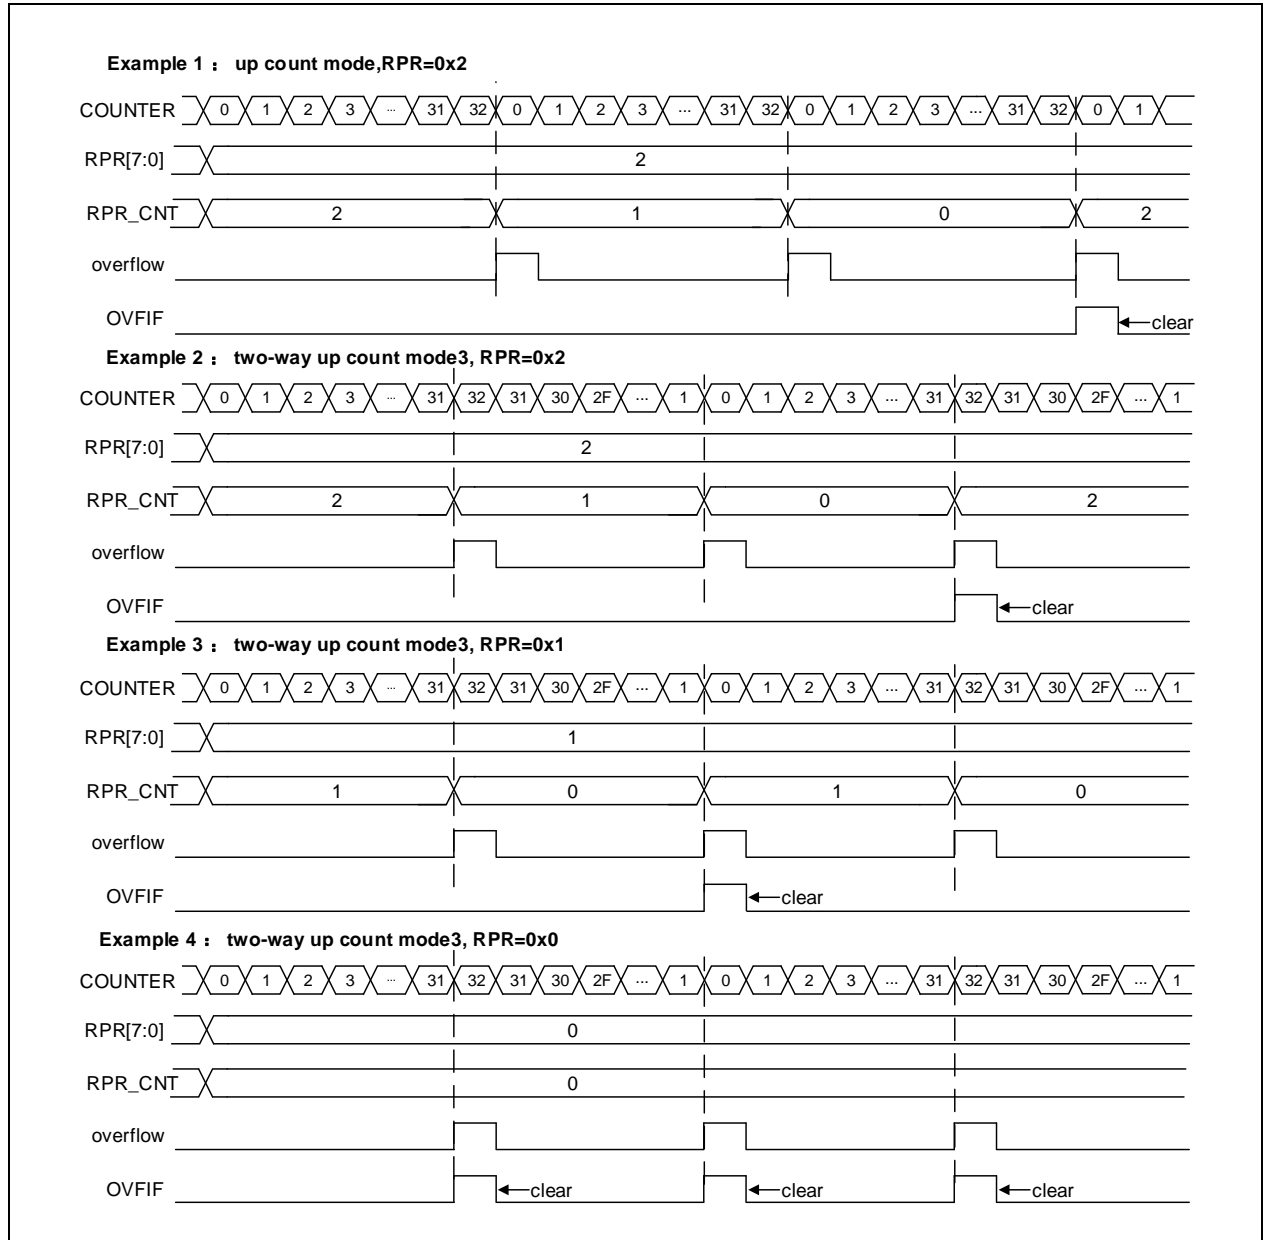 Example 1 : up count mode,RPR=0x2
COUNTER 0 1 2 3 ... 31 32 0 1 2 3 ... 31 32 0 1 2 3 ... 31 32 0 1
RPR[7:0] 2
RPR_CNT 2 1 0 2
overflow
OVFIF clear
Example 2 : two-way up count mode3, RPR=0x2
COUNTER 0 1 2 3 ... 31 32 31 30 2F ... 1 0 1 2 3 ... 31 32 31 30 2F ... 1
RPR[7:0] 2
RPR_CNT 2 1 0 2
overflow
OVFIF clear
Example 3 : two-way up count mode3, RPR=0x1
COUNTER 0 1 2 3 ... 31 32 31 30 2F ... 1 0 1 2 3 ... 31 32 31 30 2F ... 1
RPR[7:0] 1
RPR_CNT 1 0 1 0
overflow
OVFIF clear
Example 4 : two-way up count mode3, RPR=0x0
COUNTER 0 1 2 3 ... 31 32 31 30 2F ... 1 0 1 2 3 ... 31 32 31 30 2F ... 1
RPR[7:0] 0
RPR_CNT 0
overflow
OVFIF clear clear clear